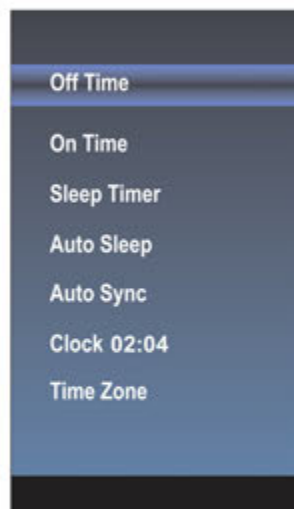 Off Time
On Time
Sleep Timer
Auto Sleep
Auto Sync
Clock 02:04
Time Zone